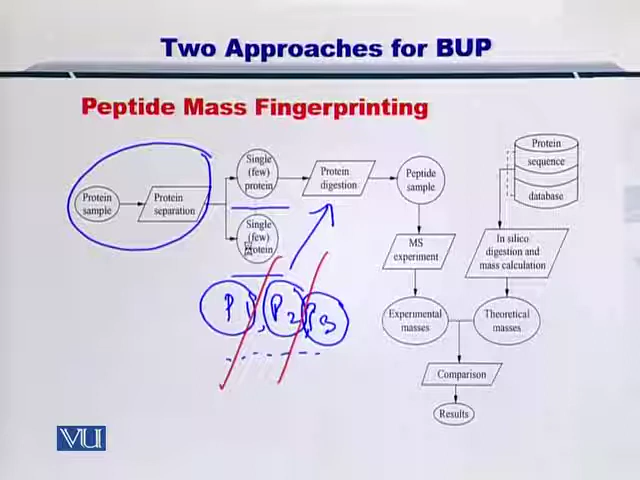 Two Approaches for BUP
Peptide Mass Fingerprinting
Protein
sample
Protein
separation
Single
(few)
protein
Single
(few)
protein
Protein
digestion
Peptide
sample
MS
experiment
Experimental
masses
Protein
sequence
database
In silico
digestion and
mass calculation
Theoretical
masses
Comparison
Results
P1, P2 P3
VU